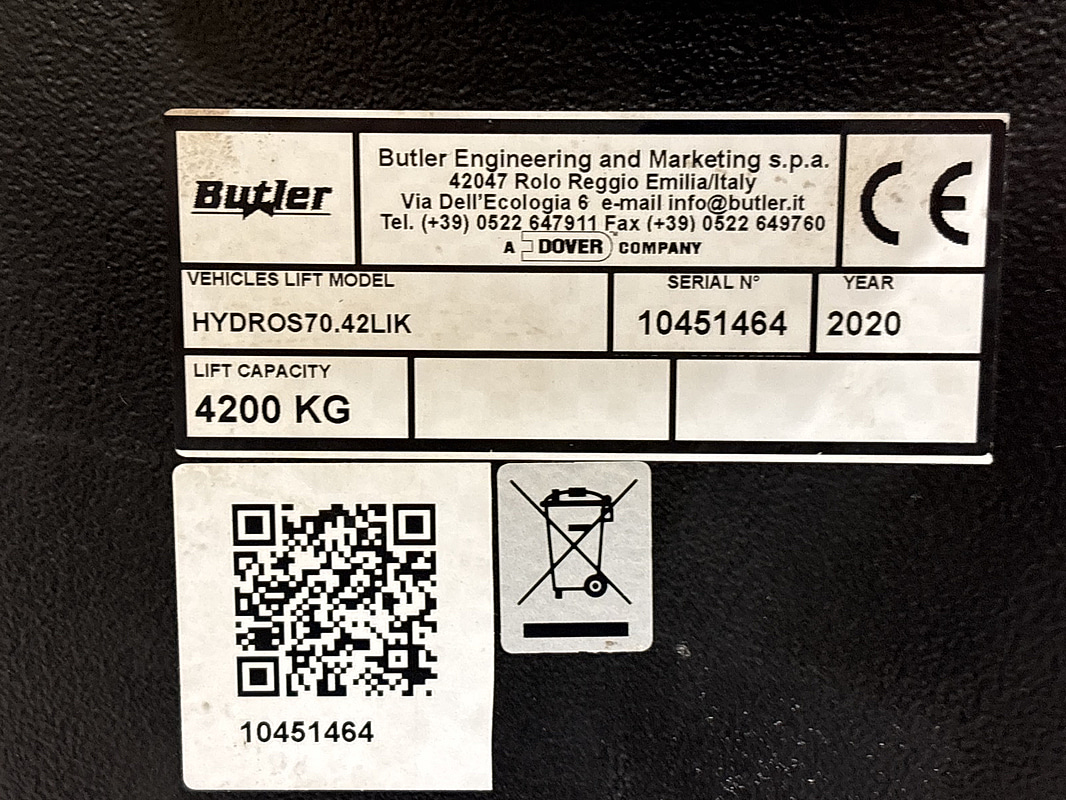 Butler
Butler Engineering and Marketing s.p.a.
42047 Rolo Reggio Emilia/Italy
Via Dell'Ecologia 6 e-mail info@butler.it
Tel. (+39) 0522 647911 Fax (+39) 0522 649760
A DOVER COMPANY
CE
VEHICLES LIFT MODEL
HYDROS70.42LIK
SERIAL N°
10451464
YEAR
2020
LIFT CAPACITY
4200 KG
10451464